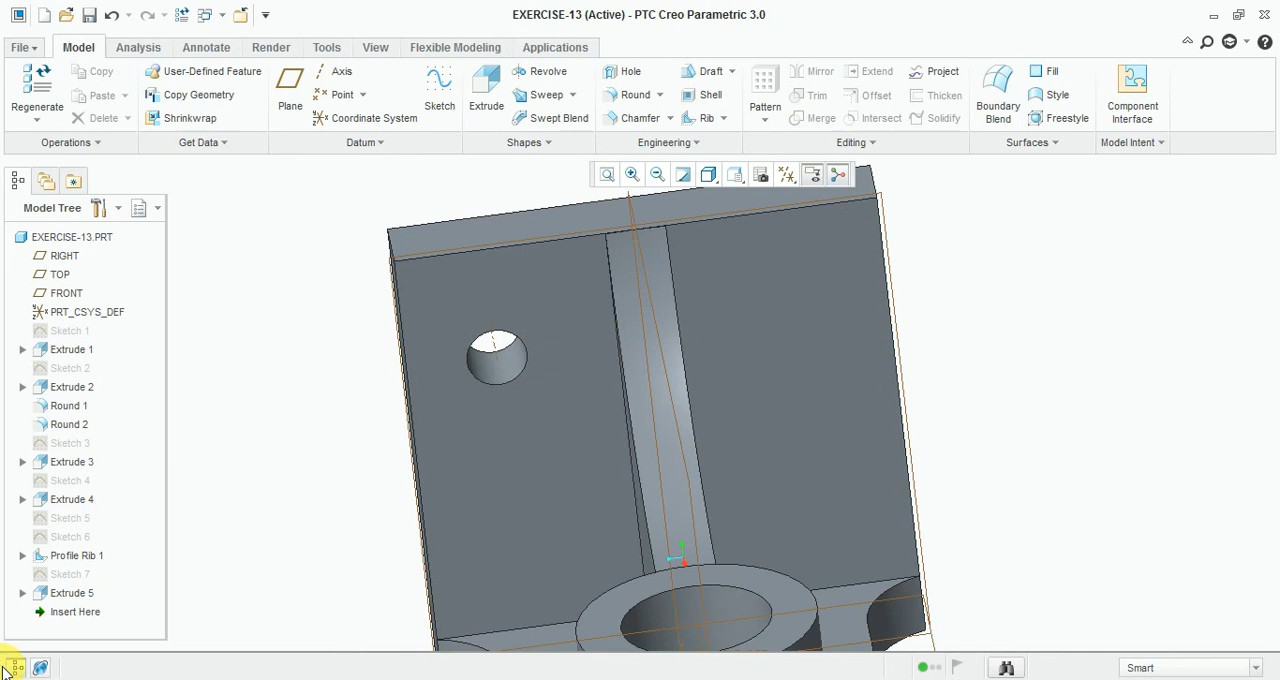 EXERCISE-13 (Active) - PTC Creo Parametric 3.0
File
Model
Analysis
Annotate
Render
Tools
View
Flexible Modeling
Applications
Regenerate
Copy
Paste
Delete
User-Defined Feature
Copy Geometry
Shrinkwrap
Plane
Axis
Point
Coordinate System
Sketch
Extrude
Revolve
Sweep
Swept Blend
Hole
Round
Chamfer
Draft
Shell
Rib
Pattern
Mirror
Trim
Merge
Extend
Offset
Intersect
Project
Thicken
Solidify
Boundary
Blend
Fill
Style
Freestyle
Component
Interface
Operations
Get Data
Datum
Shapes
Engineering
Editing
Surfaces
Model Intent
Model Tree
EXERCISE-13.PRT
RIGHT
TOP
FRONT
PRT_CSYS_DEF
Sketch 1
Extrude 1
Sketch 2
Extrude 2
Round 1
Round 2
Sketch 3
Extrude 3
Sketch 4
Extrude 4
Sketch 5
Sketch 6
Profile Rib 1
Sketch 7
Extrude 5
Insert Here
Smart